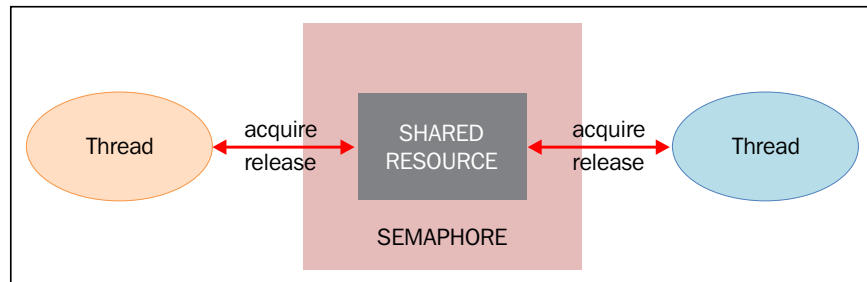 Thread
acquire
release
SHARED
RESOURCE
acquire
release
Thread
SEMAPHORE